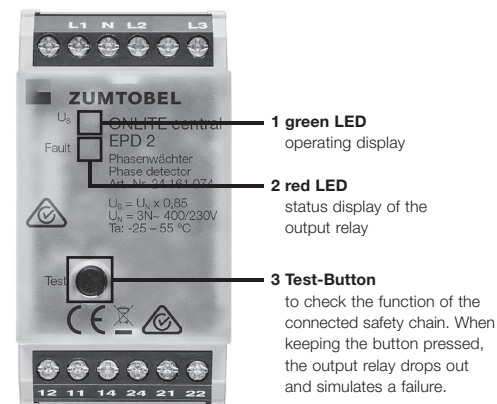 L1 N L2 L3
ZUMTOBEL
Us
ONLITE central
EPD 2
Fault
Phasenwächter
Phase detector
Art.-Nr. 24 161 074
Us = UN x 0,85
UN = 3N~ 400/230V
Ta: -25 – 55 °C
Test
CE
12 11 14 24 21 22
1 green LED
operating display
2 red LED
status display of the
output relay
3 Test-Button
to check the function of the
connected safety chain. When
keeping the button pressed,
the output relay drops out
and simulates a failure.